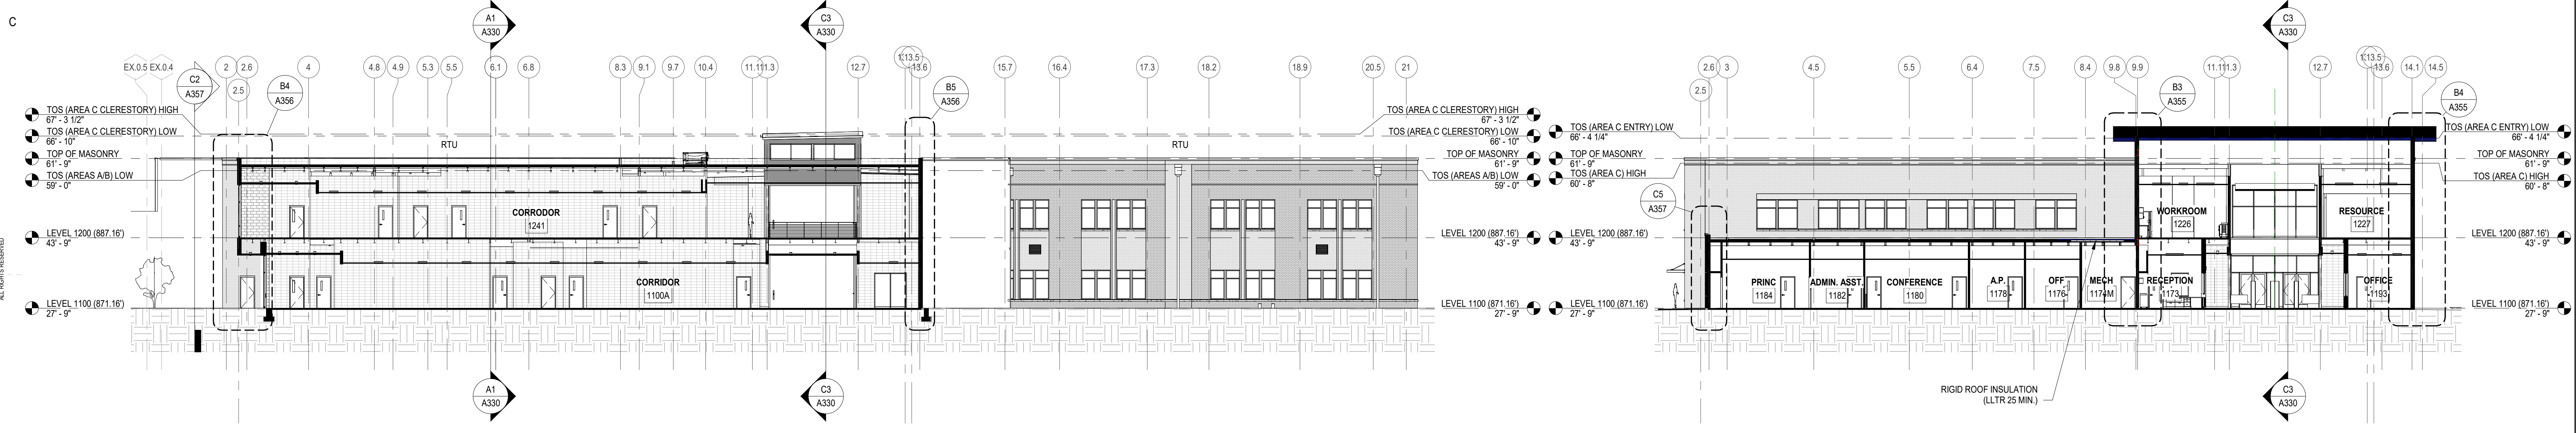 C
A1
A330
C3
A330
C3
A330
EX.0.5
EX.0.4
2
2.6
4
4.8
4.9
5.3
5.5
6.1
6.8
8.3
9.1
9.7
10.4
11.1
11.3
12.7
13.5
13.6
15.7
16.4
17.3
18.2
18.9
20.5
21
2.6
3
4.5
5.5
6.4
7.5
8.4
9.8
9.9
11.1
11.3
12.7
13.5
13.6
14.1
14.5
C2
A357
2.5
B4
A356
B5
A356
2.5
B3
A355
B4
A355
TOS (AREA C CLERESTORY) HIGH
67' - 3 1/2"
TOS (AREA C CLERESTORY) LOW
66' - 10"
TOP OF MASONRY
61' - 9"
TOS (AREAS A/B) LOW
59' - 0"
LEVEL 1200 (887.16')
43' - 9"
LEVEL 1100 (871.16')
27' - 9"
RTU
CORRODOR
1241
CORRIDOR
1100A
RTU
TOS (AREA C CLERESTORY) HIGH
67' - 3 1/2"
TOS (AREA C CLERESTORY) LOW
66' - 10"
TOP OF MASONRY
61' - 9"
TOS (AREAS A/B) LOW
59' - 0"
LEVEL 1200 (887.16')
43' - 9"
LEVEL 1100 (871.16')
27' - 9"
TOS (AREA C ENTRY) LOW
66' - 4 1/4"
TOP OF MASONRY
61' - 9"
TOS (AREA C) HIGH
60' - 8"
LEVEL 1200 (887.16')
43' - 9"
LEVEL 1100 (871.16')
27' - 9"
C5
A357
WORKROOM
1226
RESOURCE
1227
PRINC
1184
ADMIN. ASST.
1182
CONFERENCE
1180
A.P.
1178
OFF.
1176
MECH
1174M
RECEPTION
1173
OFFICE
1193
TOS (AREA C ENTRY) LOW
66' - 4 1/4"
TOP OF MASONRY
61' - 9"
TOS (AREA C) HIGH
60' - 8"
LEVEL 1200 (887.16')
43' - 9"
LEVEL 1100 (871.16')
27' - 9"
RIGID ROOF INSULATION
(LLTR 25 MIN.)
A1
A330
C3
A330
C3
A330
ALL RIGHTS RESERVED